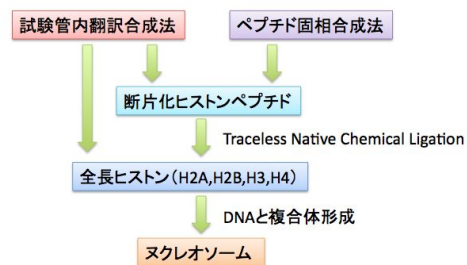 試験管内翻訳合成法
ペプチド固相合成法
断片化ヒストンペプチド
Traceless Native Chemical Ligation
全長ヒストン(H2A,H2B,H3,H4)
DNAと複合体形成
ヌクレオソーム